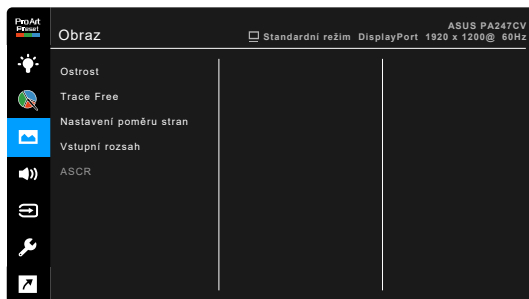 ProArt
Preset
Obraz
ASUS PA247CV
Standardní režim DisplayPort 1920 x 1200@ 60Hz
Ostrost
Trace Free
Nastavení poměru stran
Vstupní rozsah
ASCR